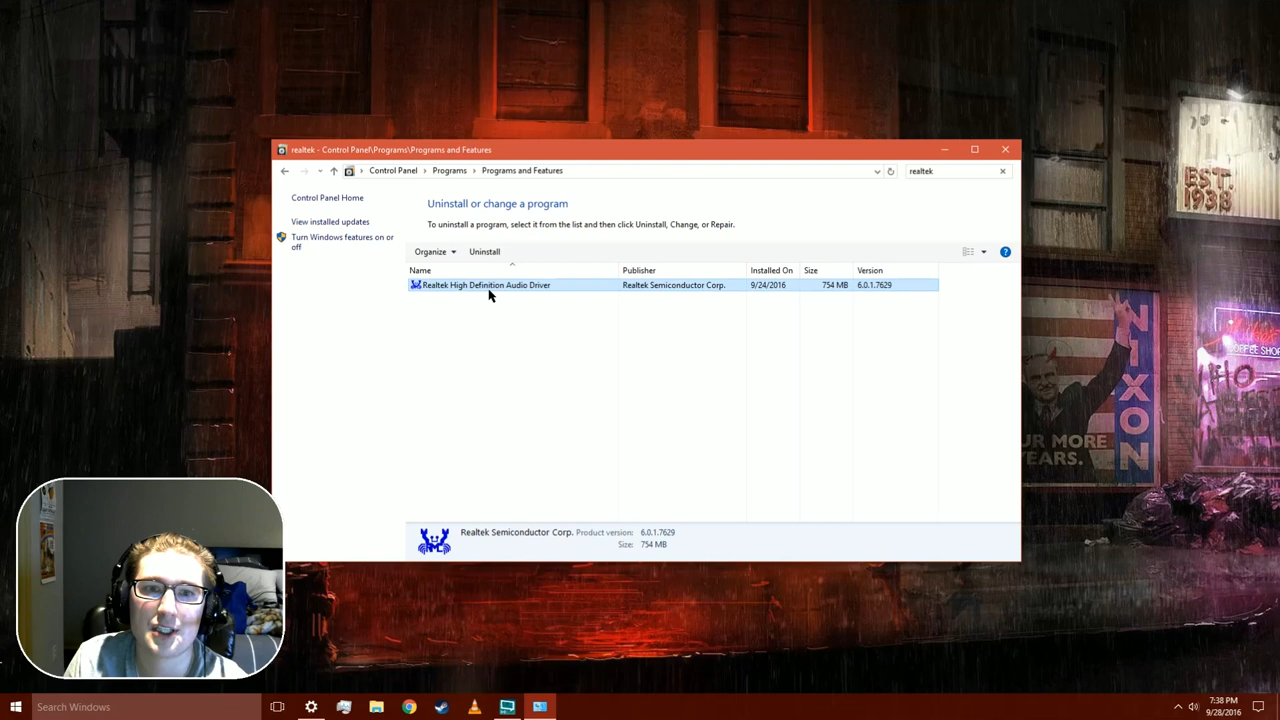 realtek - Control Panel\Programs\Programs and Features
Control Panel
Programs
Programs and Features
realtek
Control Panel Home
View installed updates
Turn Windows features on or
off
Uninstall or change a program
To uninstall a program, select it from the list and then click Uninstall, Change, or Repair.
Organize
Uninstall
Name
Publisher
Installed On
Size
Version
Realtek High Definition Audio Driver
Realtek Semiconductor Corp.
9/24/2016
754 MB
6.0.1.7629
Realtek Semiconductor Corp. Product version: 6.0.1.7629
Size: 754 MB
EST.
1938
NIXON
UR MORE
YEARS.
COFFEE SHOP
HO
Search Windows
7:38 PM
9/28/2016